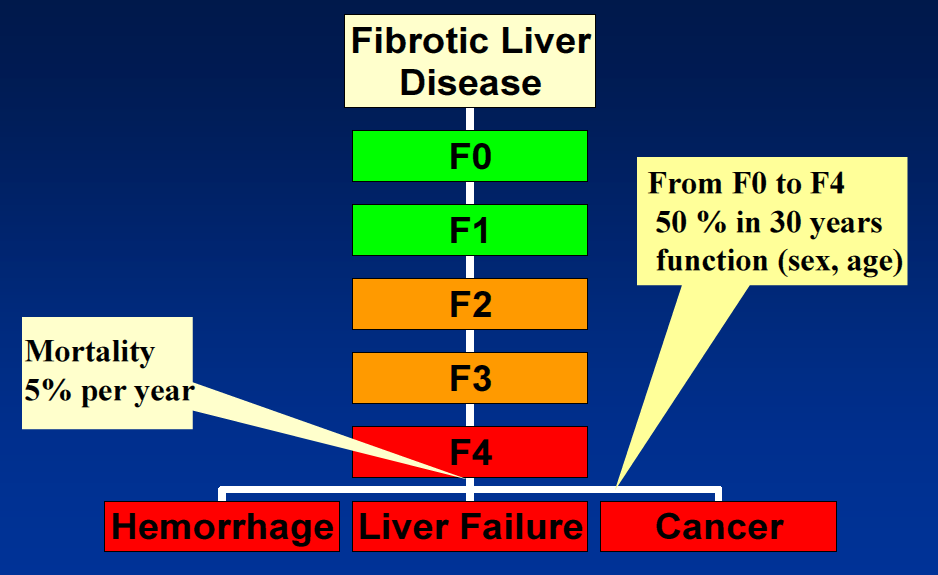 Fibrotic Liver
Disease
F0
F1
F2
F3
F4
From F0 to F4
50 % in 30 years
function (sex, age)
Mortality
5% per year
Hemorrhage
Liver Failure
Cancer